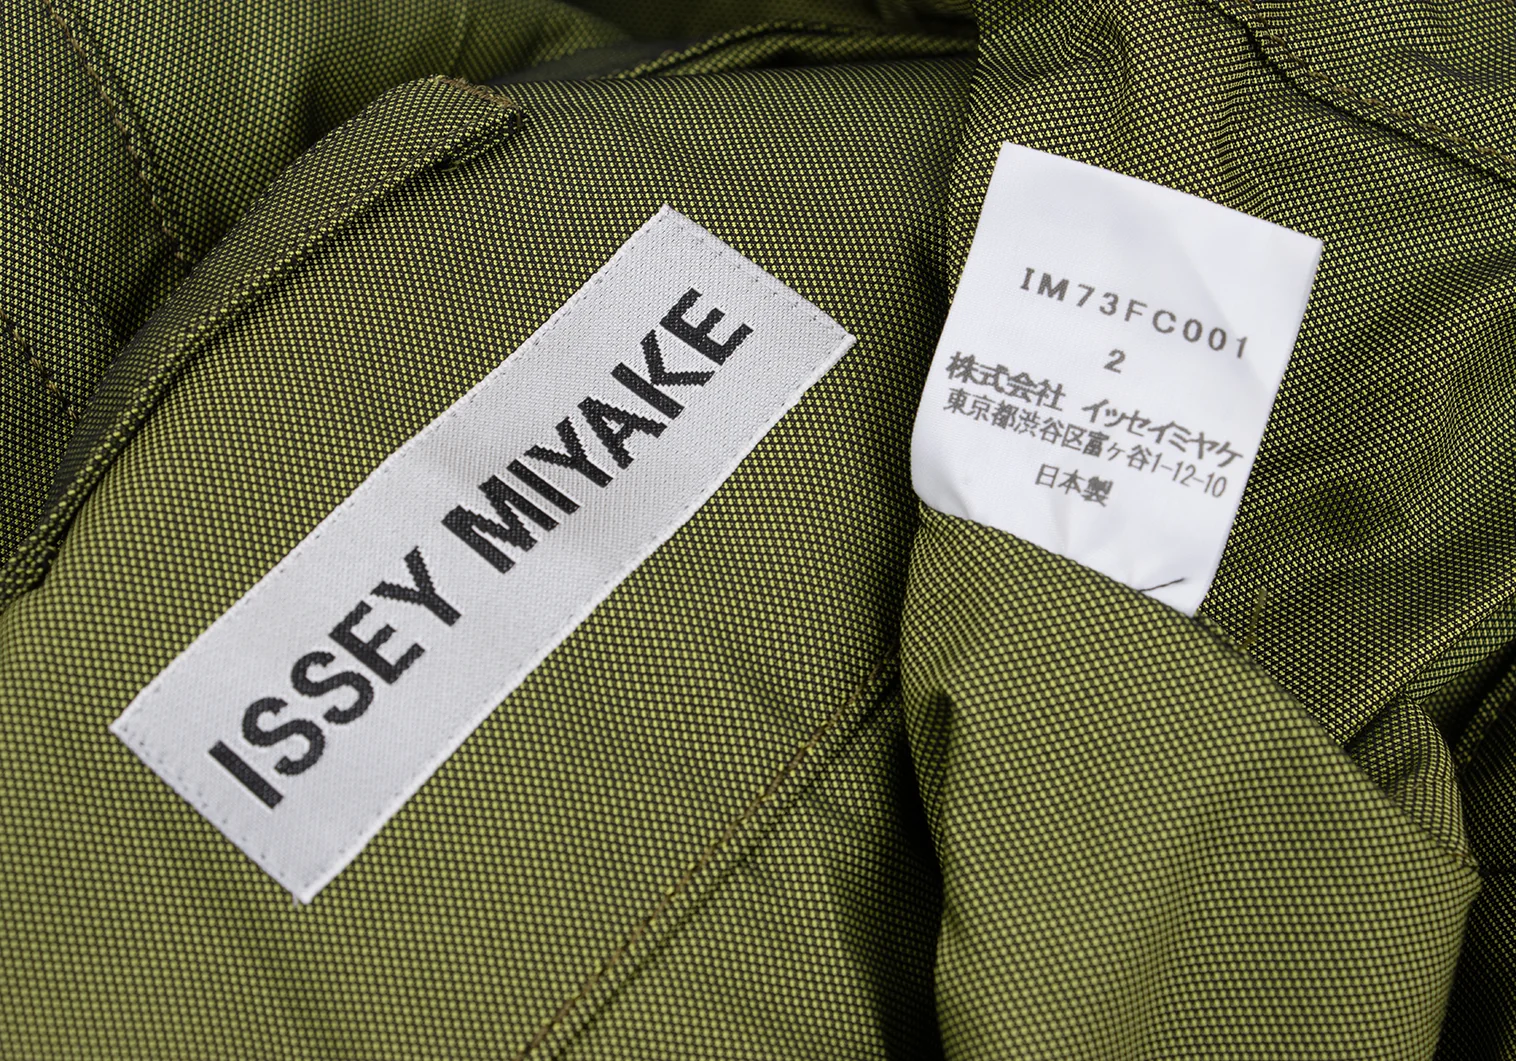 ISSEY MIYAKE
IM73FC001
2
株式会社 イッセイミヤケ
東京都渋谷区富ヶ谷1-12-10
日本製